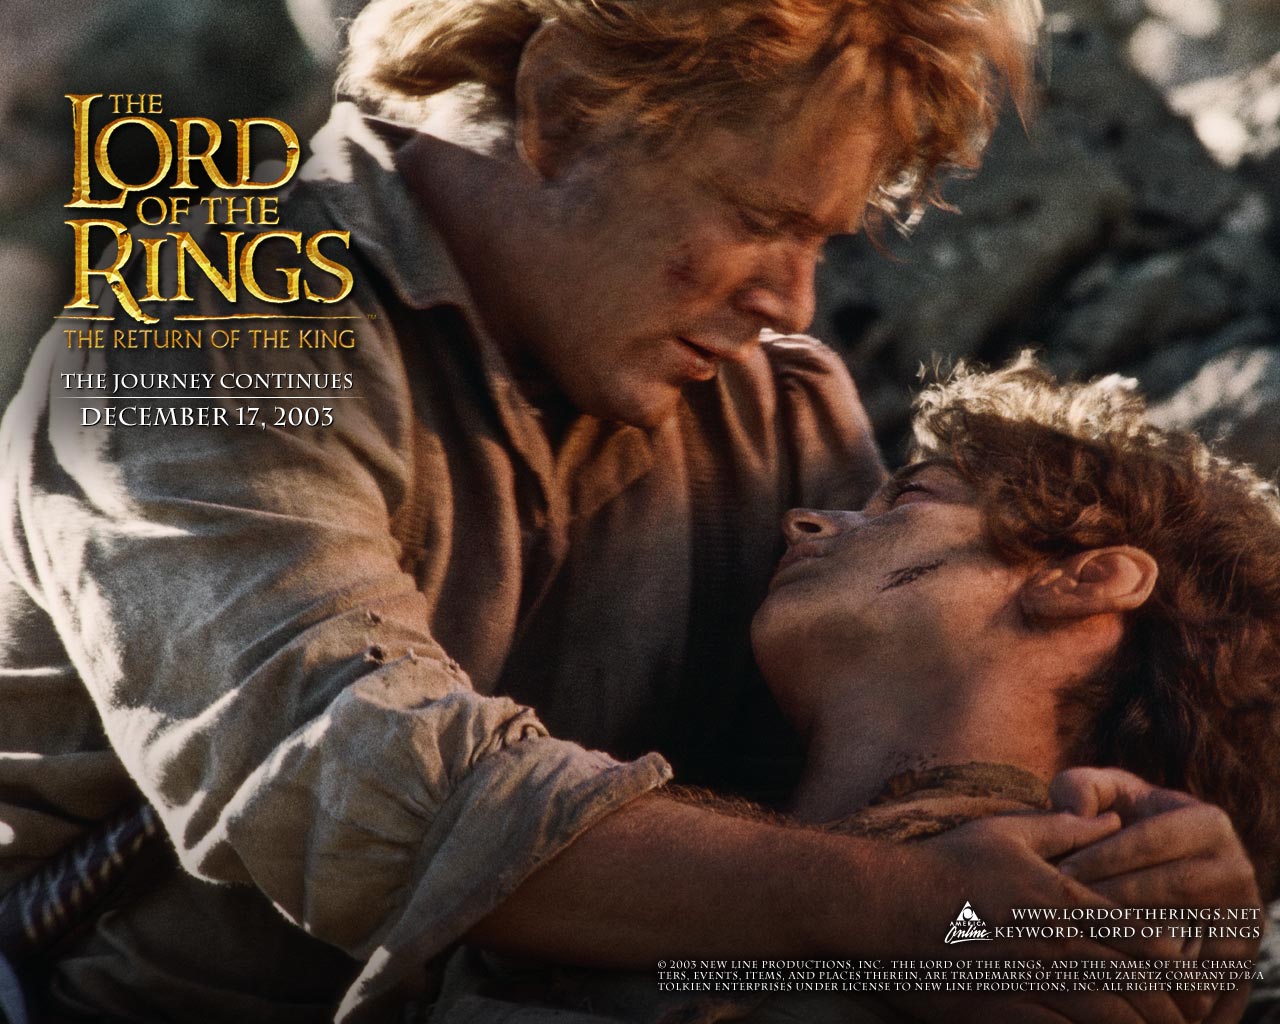 THE
LORD
OF THE
RINGS
THE RETURN OF THE KING
THE JOURNEY CONTINUES
DECEMBER 17, 2003
AMERICA
Online
WWW.LORDOFTHERINGS.NET
KEYWORD: LORD OF THE RINGS
© 2003 NEW LINE PRODUCTIONS, INC. THE LORD OF THE RINGS, AND THE NAMES OF THE CHARAC-
TERS, EVENTS, ITEMS, AND PLACES THEREIN, ARE TRADEMARKS OF THE SAUL ZAENTZ COMPANY D/B/A
TOLKIEN ENTERPRISES UNDER LICENSE TO NEW LINE PRODUCTIONS, INC. ALL RIGHTS RESERVED.